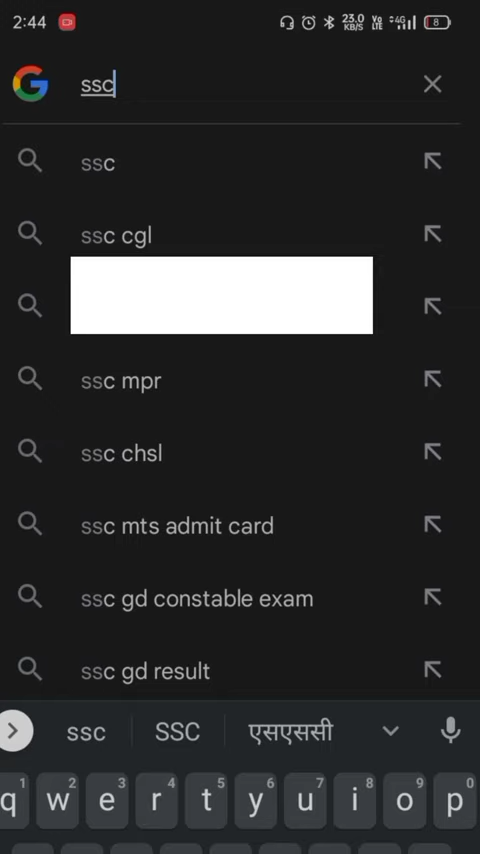 2:44 23.0 KB/S Vo LTE 4G 8
ssc
ssc
ssc cgl
ssc mpr
ssc chsl
ssc mts admit card
ssc gd constable exam
ssc gd result
ssc SSC एसएससी
1 2 3 4 5 6 7 8 9 0
q w e r t y u i o p